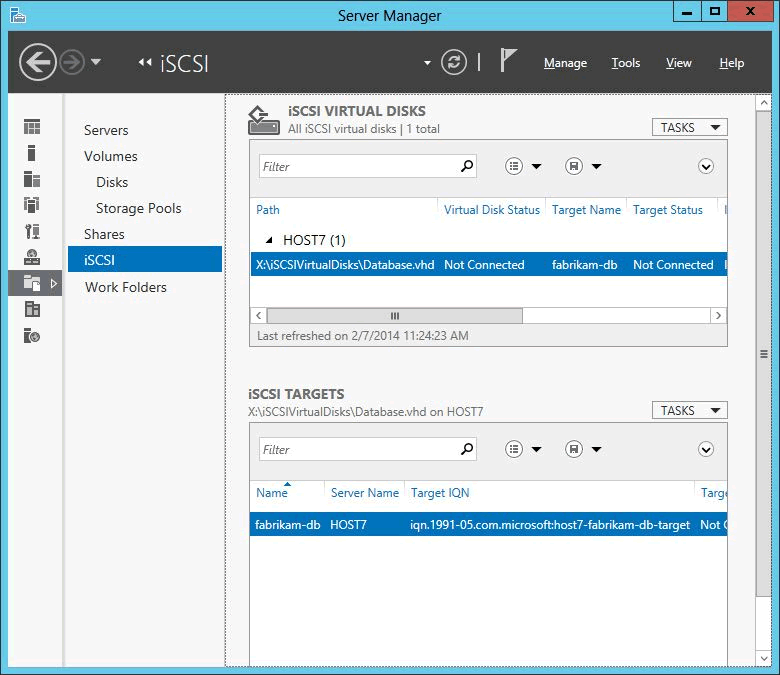 Server Manager
iSCSI
Manage Tools View Help
Servers
Volumes
Disks
Storage Pools
Shares
iSCSI
Work Folders
iSCSI VIRTUAL DISKS
All iSCSI virtual disks | 1 total
TASKS
Filter
Path Virtual Disk Status Target Name Target Status
HOST7 (1)
X:\iSCSIVirtualDisks\Database.vhd Not Connected fabrikam-db Not Connected
Last refreshed on 2/7/2014 11:24:23 AM
iSCSI TARGETS
X:\iSCSIVirtualDisks\Database.vhd on HOST7
TASKS
Filter
Name Server Name Target IQN
fabrikam-db HOST7 iqn.1991-05.com.microsoft:host7-fabrikam-db-target Not